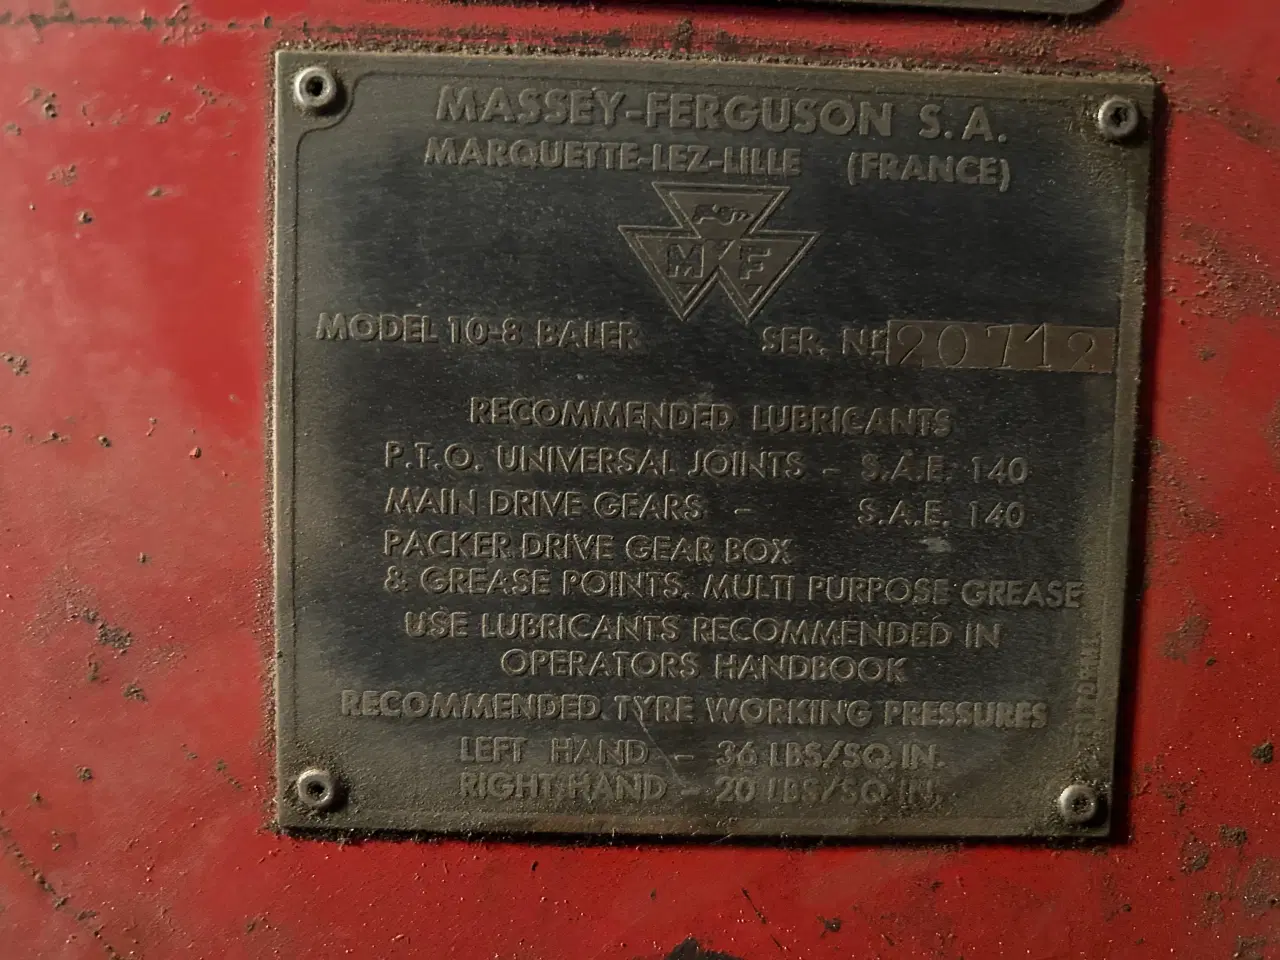 MASSEY-FERGUSON S.A.
MARQUETTE-LEZ-LILLE (FRANCE)
M F
MODEL 10-8 BALER SER. Nº 20712
RECOMMENDED LUBRICANTS
P.T.O. UNIVERSAL JOINTS - S.A.E. 140
MAIN DRIVE GEARS - S.A.E. 140
PACKER DRIVE GEAR BOX
& GREASE POINTS. MULTI PURPOSE GREASE
USE LUBRICANTS RECOMMENDED IN
OPERATORS HANDBOOK
RECOMMENDED TYRE WORKING PRESSURES
LEFT HAND - 36 LBS/SQ.IN.
RIGHT HAND - 20 LBS/SQ.IN.